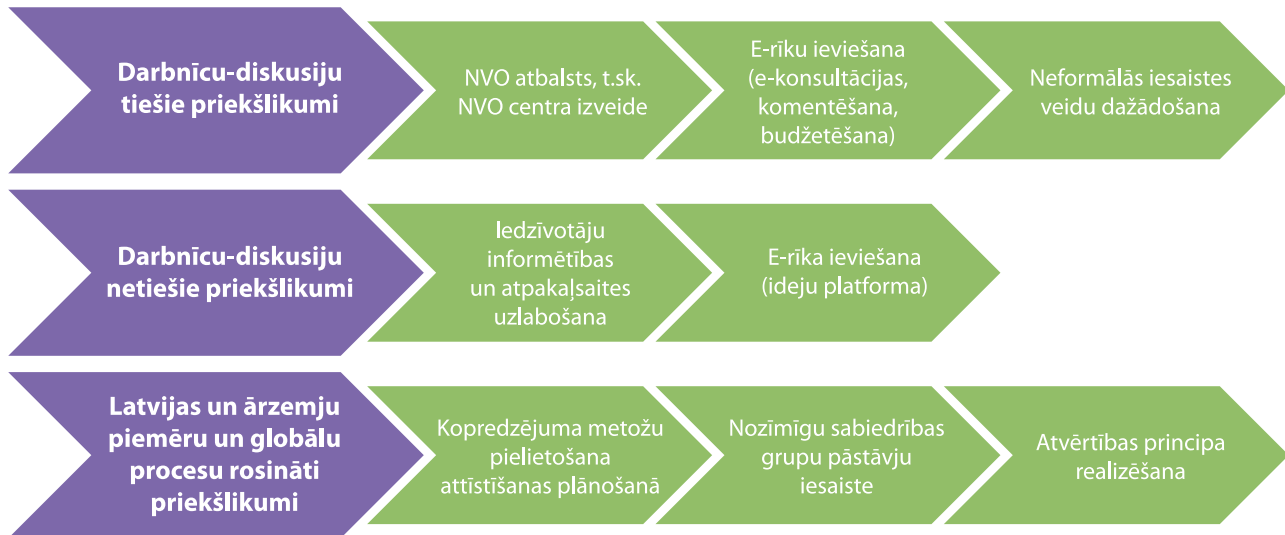 Darbnīcu-diskusiju
tiešie priekšlikumi
NVO atbalsts, t.sk.
NVO centra izveide
E-rīku ieviešana
(e-konsultācijas,
komentēšana,
budžetēšana)
Neformālās iesaistes
veidu dažādošana
Darbnīcu-diskusiju
netiešie priekšlikumi
Iedzīvotāju
informētības
un atpakaļsaites
uzlabošana
E-rīka ieviešana
(ideju platforma)
Latvijas un ārzemju
piemēru un globālu
procesu rosināti
priekšlikumi
Kopredzējuma metožu
pielietošana
attīstīšanas plānošanā
Nozīmīgu sabiedrības
grupu pāstāvju
iesaiste
Atvērtības principa
realizēšana